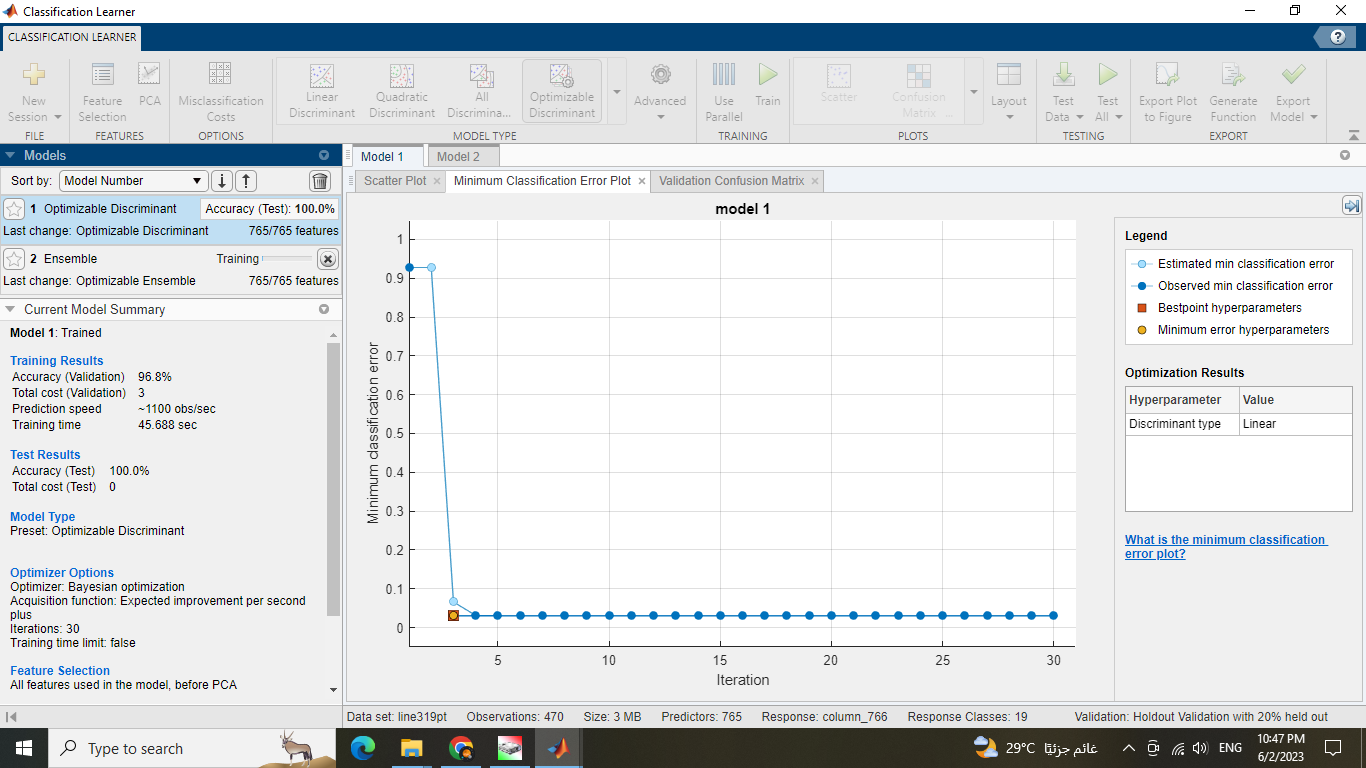 Classification Learner
CLASSIFICATION LEARNER
New Session
Feature Selection
PCA
Misclassification Costs
Linear Discriminant
Quadratic Discriminant
All Discrimina...
Optimizable Discriminant
Advanced
Use Parallel
Train
Scatter
Confusion Matrix ...
Layout
Test Data
Test All
Export Plot to Figure
Generate Function
Export Model
FILE
FEATURES
OPTIONS
MODEL TYPE
TRAINING
PLOTS
TESTING
EXPORT
Models
Sort by: Model Number
1 Optimizable Discriminant Accuracy (Test): 100.0%
Last change: Optimizable Discriminant 765/765 features
2 Ensemble Training
Last change: Optimizable Ensemble 765/765 features
Current Model Summary
Model 1: Trained
Training Results
Accuracy (Validation) 96.8%
Total cost (Validation) 3
Prediction speed ~1100 obs/sec
Training time 45.688 sec
Test Results
Accuracy (Test) 100.0%
Total cost (Test) 0
Model Type
Preset: Optimizable Discriminant
Optimizer Options
Optimizer: Bayesian optimization
Acquisition function: Expected improvement per second
plus
Iterations: 30
Training time limit: false
Feature Selection
All features used in the model, before PCA
Model 1
Model 2
Scatter Plot
Minimum Classification Error Plot
Validation Confusion Matrix
model 1
Minimum classification error
1
0.9
0.8
0.7
0.6
0.5
0.4
0.3
0.2
0.1
0
5 10 15 20 25 30
Iteration
Legend
Estimated min classification error
Observed min classification error
Bestpoint hyperparameters
Minimum error hyperparameters
Optimization Results
Hyperparameter Value
Discriminant type Linear
What is the minimum classification
error plot?
Data set: line319pt Observations: 470 Size: 3 MB Predictors: 765 Response: column_766 Response Classes: 19 Validation: Holdout Validation with 20% held out
Type to search
29°C غائم جزئيًا
ENG
10:47 PM
6/2/2023